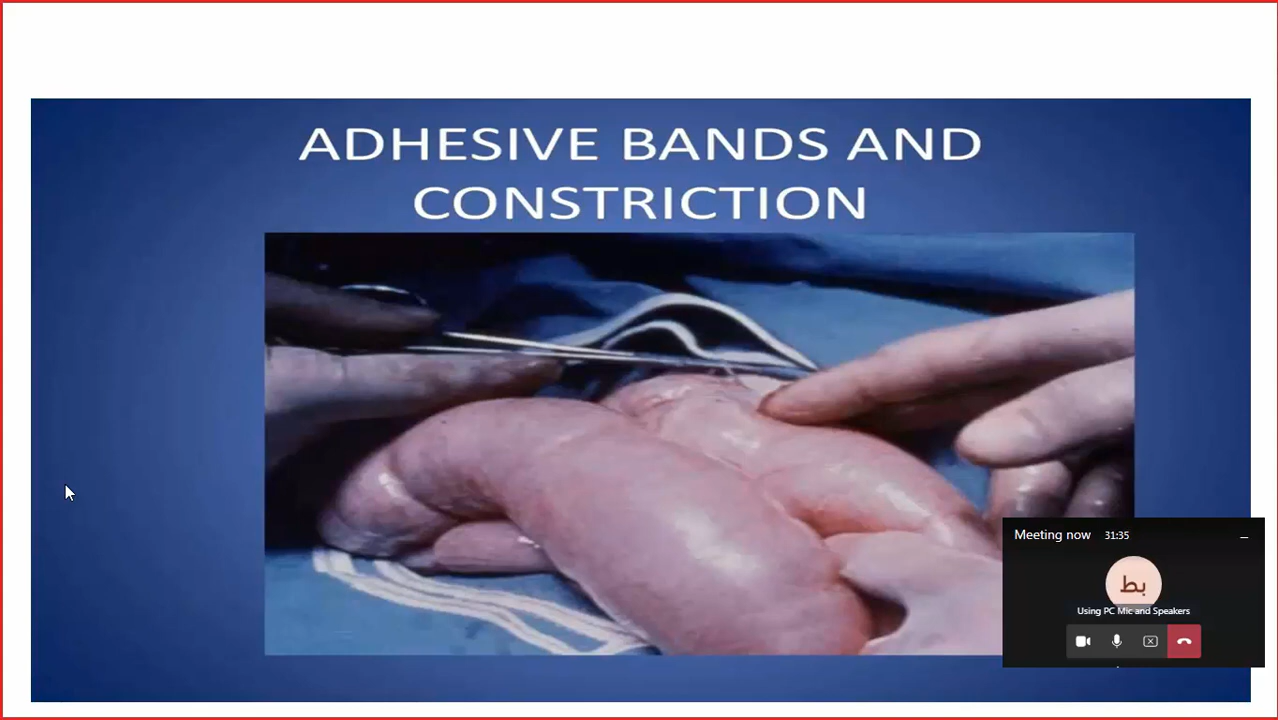 ADHESIVE BANDS AND
CONSTRICTION
Meeting now 31:35
بط
Using PC Mic and Speakers